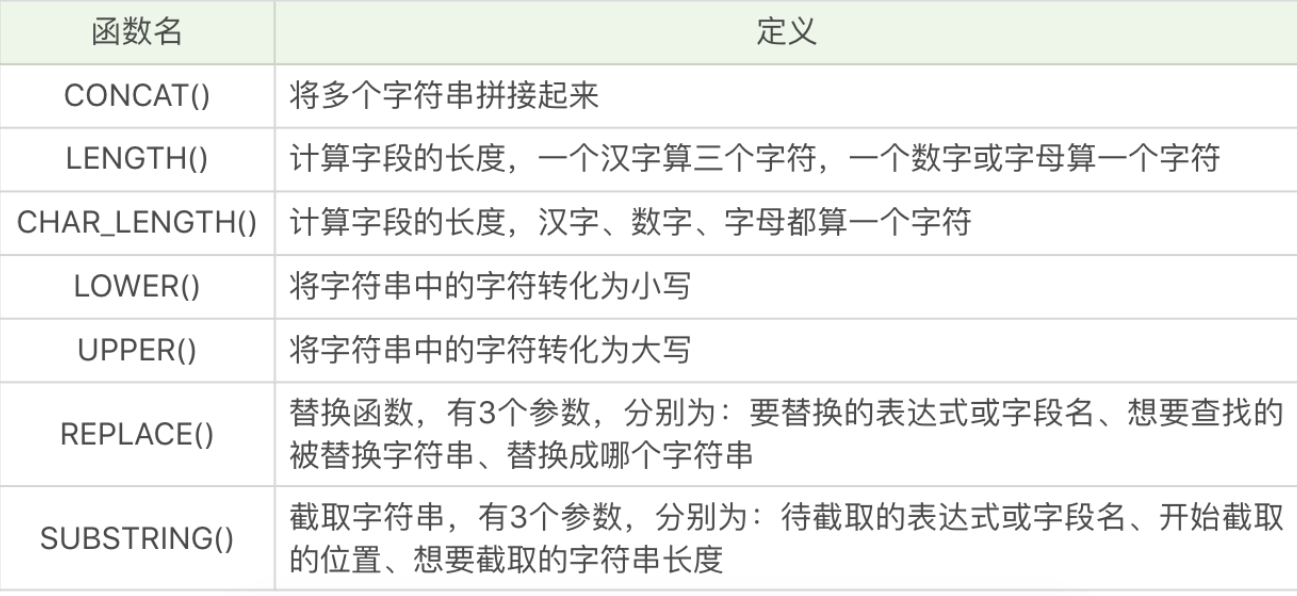 函数名 定义
CONCAT() 将多个字符串拼接起来
LENGTH() 计算字段的长度，一个汉字算三个字符，一个数字或字母算一个字符
CHAR_LENGTH() 计算字段的长度，汉字、数字、字母都算一个字符
LOWER() 将字符串中的字符转化为小写
UPPER() 将字符串中的字符转化为大写
REPLACE() 替换函数，有3个参数，分别为：要替换的表达式或字段名、想要查找的
被替换字符串、替换成哪个字符串
SUBSTRING() 截取字符串，有3个参数，分别为：待截取的表达式或字段名、开始截取
的位置、想要截取的字符串长度